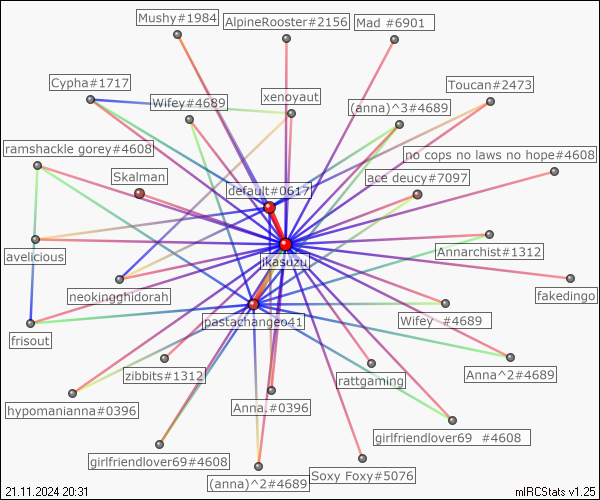 Mushy#1984
AlpineRooster#2156
Mad #6901
Cypha#1717
Wifey#4689
xenoyaut
(anna)^3#4689
Toucan#2473
ramshackle gorey#4608
no cops no laws no hope#4608
Skalman
default#0617
ace deucy#7097
avelicious
jkasuzu
Annarchist#1312
neokingghidorah
fakedingo
frisout
pastachangeo41
Wifey #4689
zibbits#1312
rattgaming
Anna^2#4689
hypomanianna#0396
Anna.#0396
girlfriendlover69 #4608
girlfriendlover69#4608
(anna)^2#4689
Soxy Foxy#5076
21.11.2024 20:31
mIRCStats v1.25